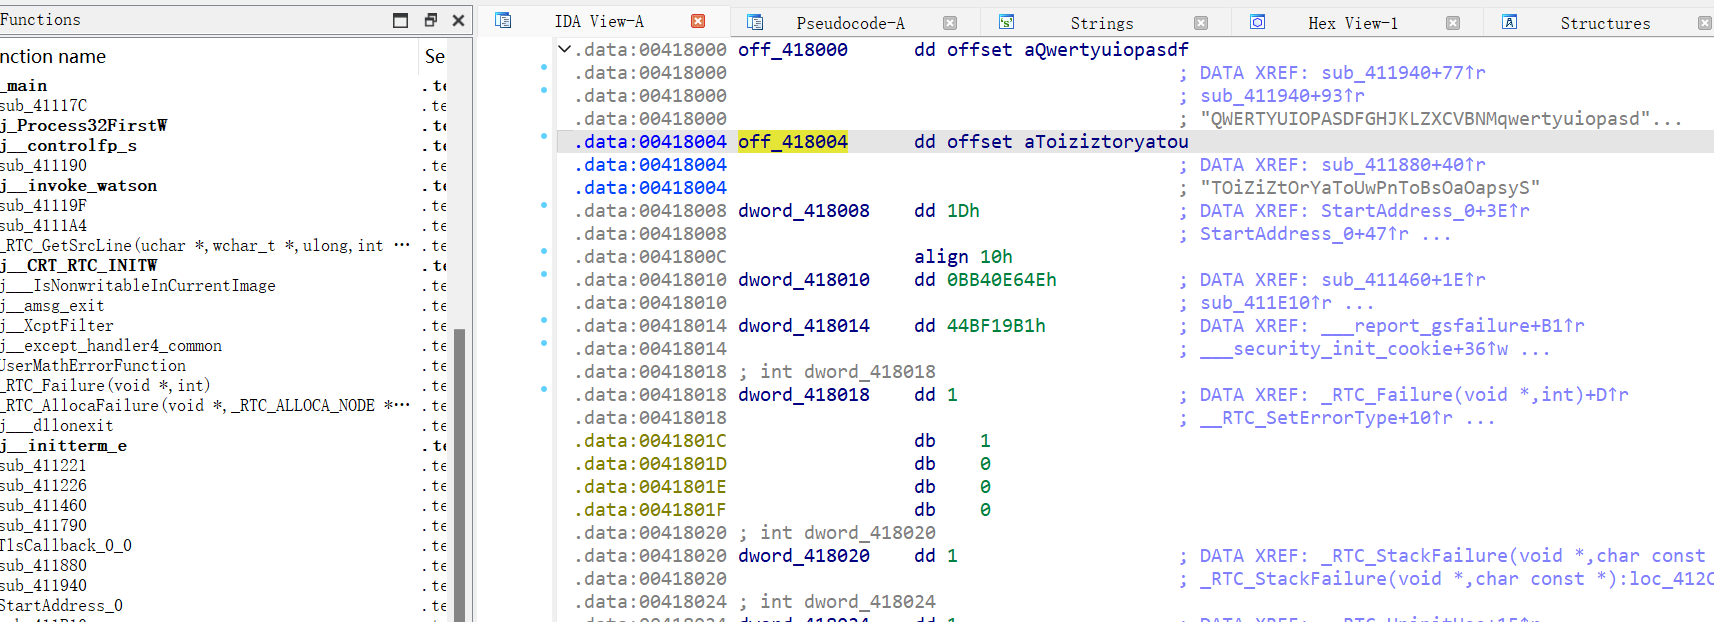 Functions
IDA View-A
Pseudocode-A
Strings
Hex View-1
Structures
nction name Se
_main .te
sub_41117C .te
j_Process32FirstW .te
j__controlfp_s .te
sub_411190 .te
j__invoke_watson .te
sub_41119F .te
sub_4111A4 .te
_RTC_GetSrcLine(uchar *,wchar_t *,ulong,int ⋯ .te
j__CRT_RTC_INITW .te
j___IsNonwritableInCurrentImage .te
j__amsg_exit .te
j__XcptFilter .te
j__except_handler4_common .te
UserMathErrorFunction .te
_RTC_Failure(void *,int) .te
_RTC_AllocaFailure(void *,_RTC_ALLOCA_NODE *⋯ .te
j___dllonexit .te
j__initterm_e .te
sub_411221 .te
sub_411226 .te
sub_411460 .te
sub_411790 .te
TlsCallback_0_0 .te
sub_411880 .te
sub_411940 .te
StartAddress_0 .te
.data:00418000 off_418000 dd offset aQwertyuiopasdf
.data:00418000 ; DATA XREF: sub_411940+77↑r
.data:00418000 ; sub_411940+93↑r
.data:00418000 ; "QWERTYUIOPASDFGHJKLZXCVBNMqwertyuiopasd"...
.data:00418004 off_418004 dd offset aToiziztoryatou
.data:00418004 ; DATA XREF: sub_411880+40↑r
.data:00418004 ; "TOiZiZtOrYaToUwPnToBsOaOapsyS"
.data:00418008 dword_418008 dd 1Dh ; DATA XREF: StartAddress_0+3E↑r
.data:00418008 ; StartAddress_0+47↑r ...
.data:0041800C align 10h
.data:00418010 dword_418010 dd 0BB40E64Eh ; DATA XREF: sub_411460+1E↑r
.data:00418010 ; sub_411E10↑r ...
.data:00418014 dword_418014 dd 44BF19B1h ; DATA XREF: ___report_gsfailure+B1↑r
.data:00418014 ; ___security_init_cookie+36↑w ...
.data:00418018 ; int dword_418018
.data:00418018 dword_418018 dd 1 ; DATA XREF: _RTC_Failure(void *,int)+D↑r
.data:00418018 ; __RTC_SetErrorType+10↑r ...
.data:0041801C db 1
.data:0041801D db 0
.data:0041801E db 0
.data:0041801F db 0
.data:00418020 ; int dword_418020
.data:00418020 dword_418020 dd 1 ; DATA XREF: _RTC_StackFailure(void *,char const
.data:00418020 ; _RTC_StackFailure(void *,char const *):loc_412C
.data:00418024 ; int dword_418024